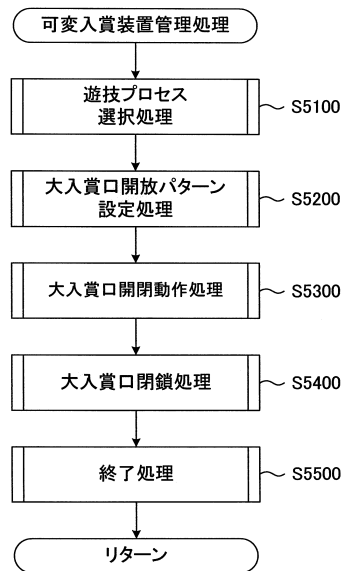 可変入賞装置管理処理
遊技プロセス
選択処理
S5100
大入賞口開放パターン
設定処理
S5200
大入賞口開閉動作処理
S5300
大入賞口閉鎖処理
S5400
終了処理
S5500
リターン